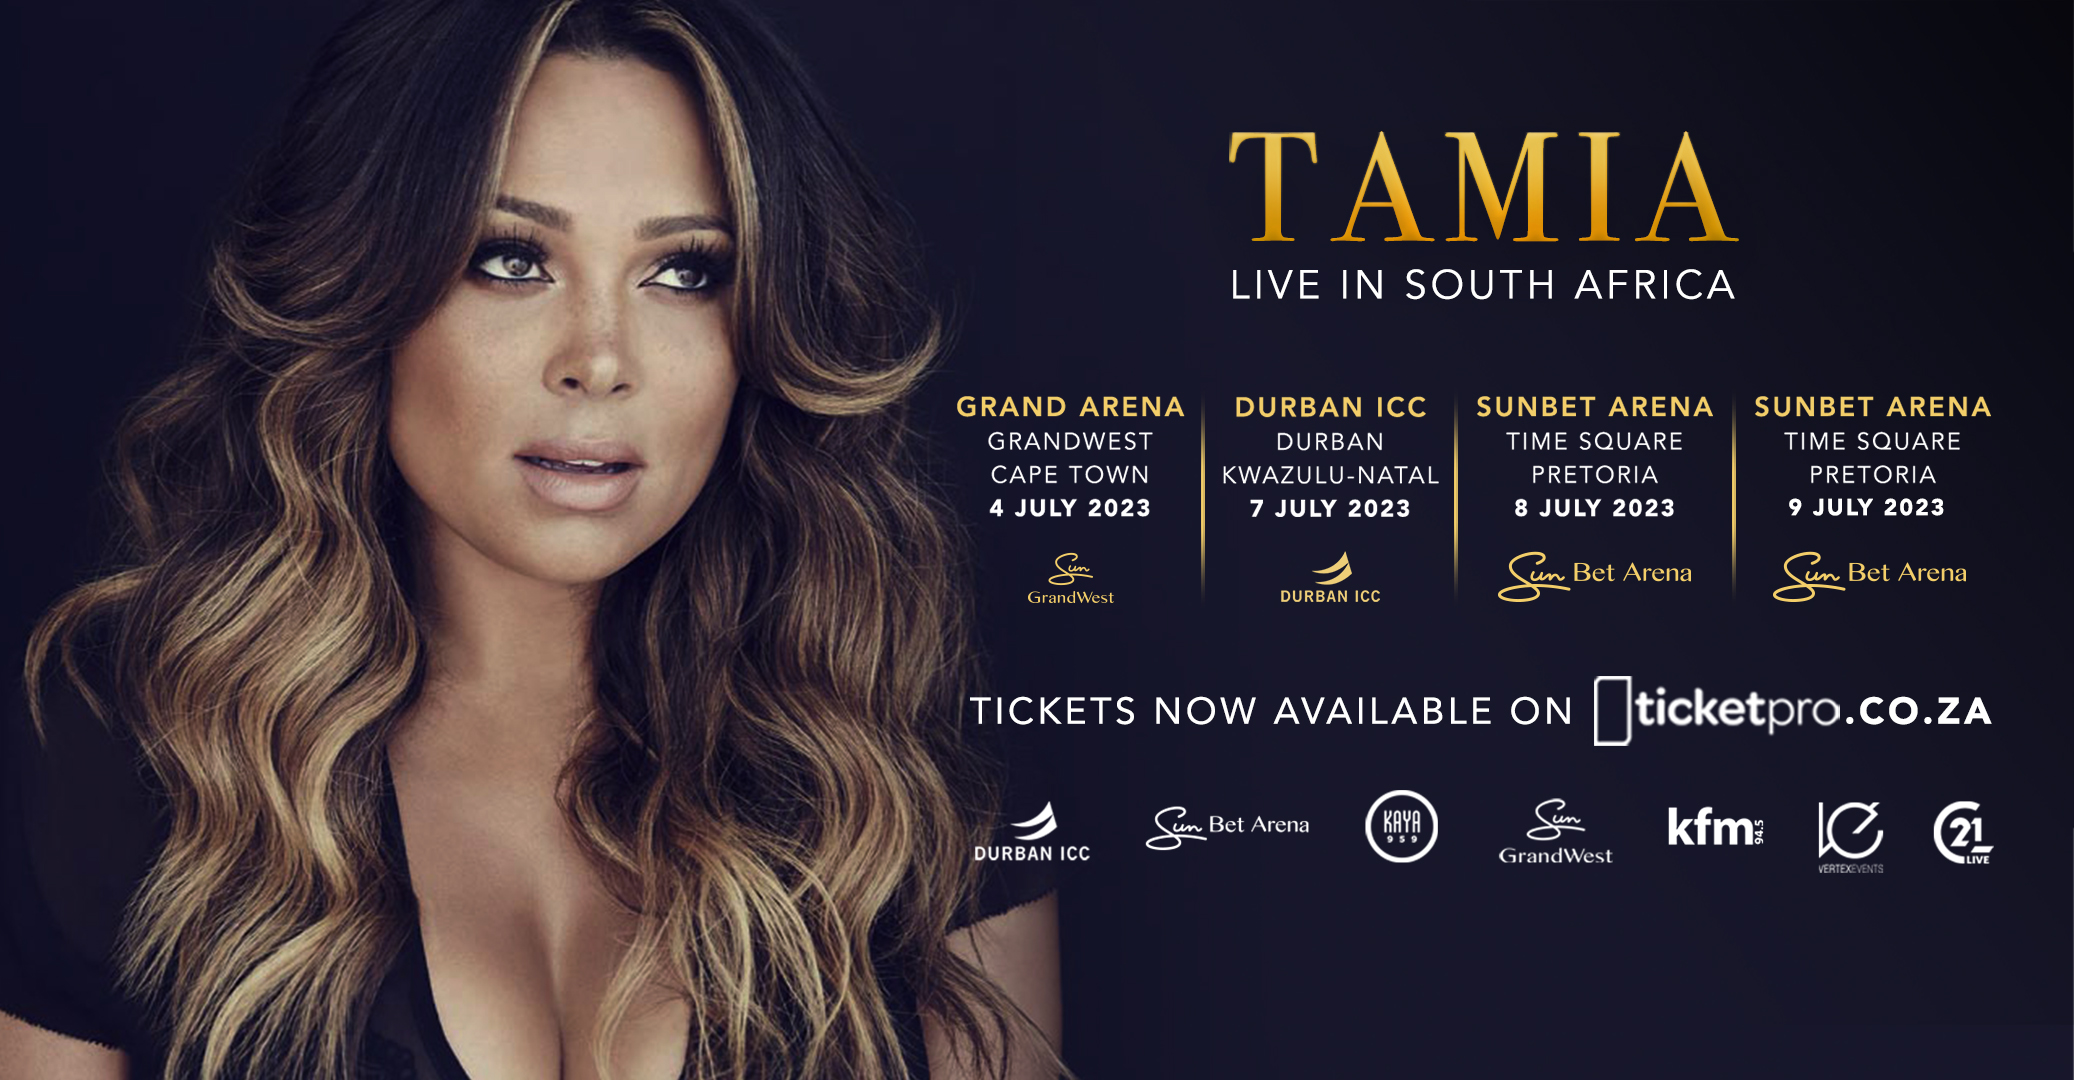 TAMIA
LIVE IN SOUTH AFRICA
GRAND ARENA
GRANDWEST
CAPE TOWN
4 JULY 2023
Sun
GrandWest
DURBAN ICC
DURBAN
KWAZULU-NATAL
7 JULY 2023
DURBAN ICC
SUNBET ARENA
TIME SQUARE
PRETORIA
8 JULY 2023
Sun Bet Arena
SUNBET ARENA
TIME SQUARE
PRETORIA
9 JULY 2023
Sun Bet Arena
TICKETS NOW AVAILABLE ON ticketpro.CO.ZA
DURBAN ICC
Sun Bet Arena
KAYA
959
Sun
GrandWest
kfm 94.5
VERTEXEVENTS
C21
LIVE